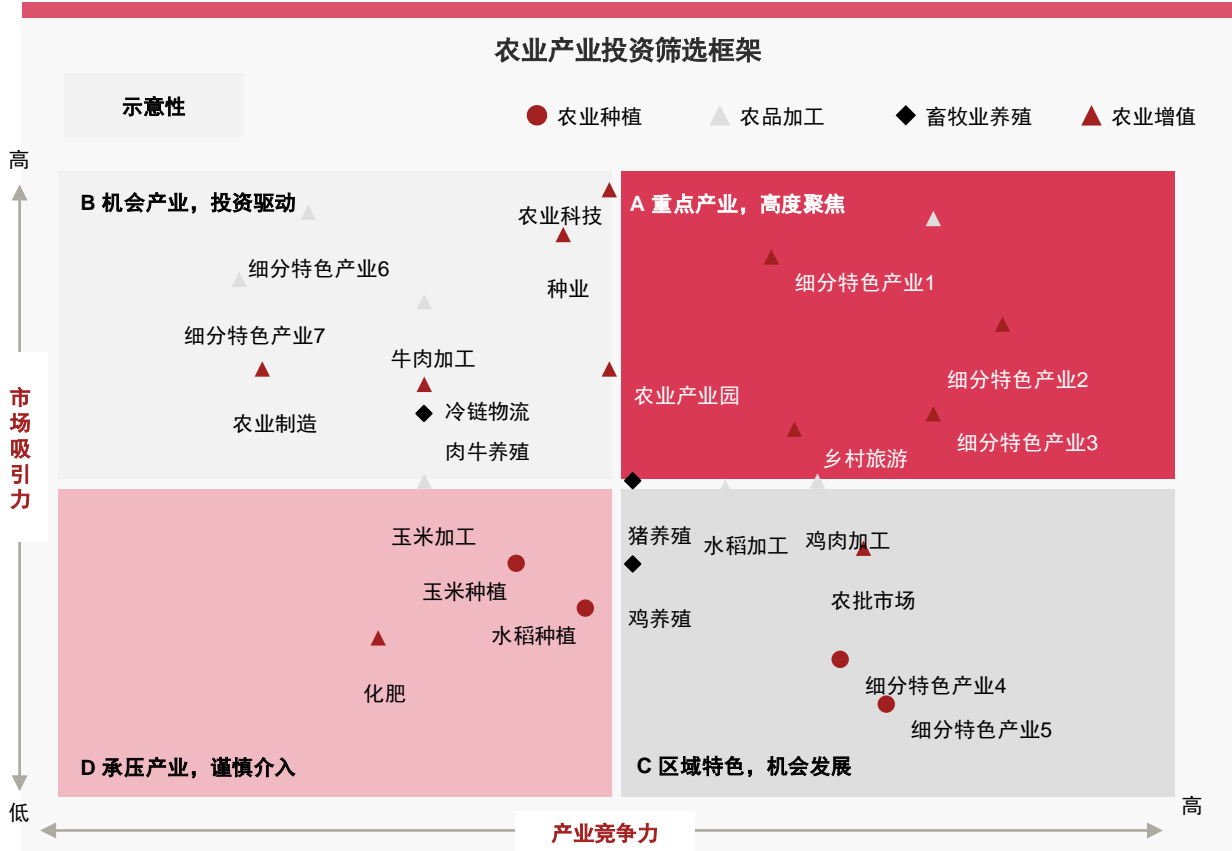 农业产业投资筛选框架
示意性
农业种植
农品加工
畜牧业养殖
农业增值
高
B 机会产业，投资驱动
农业科技
A 重点产业，高度聚焦
细分特色产业6
种业
细分特色产业1
细分特色产业7
牛肉加工
细分特色产业2
农业制造
冷链物流
农业产业园
肉牛养殖
乡村旅游
细分特色产业3
市场吸引力
玉米加工
猪养殖
水稻加工
鸡肉加工
玉米种植
鸡养殖
农批市场
水稻种植
化肥
细分特色产业4
细分特色产业5
D 承压产业，谨慎介入
C 区域特色，机会发展
低
高
产业竞争力